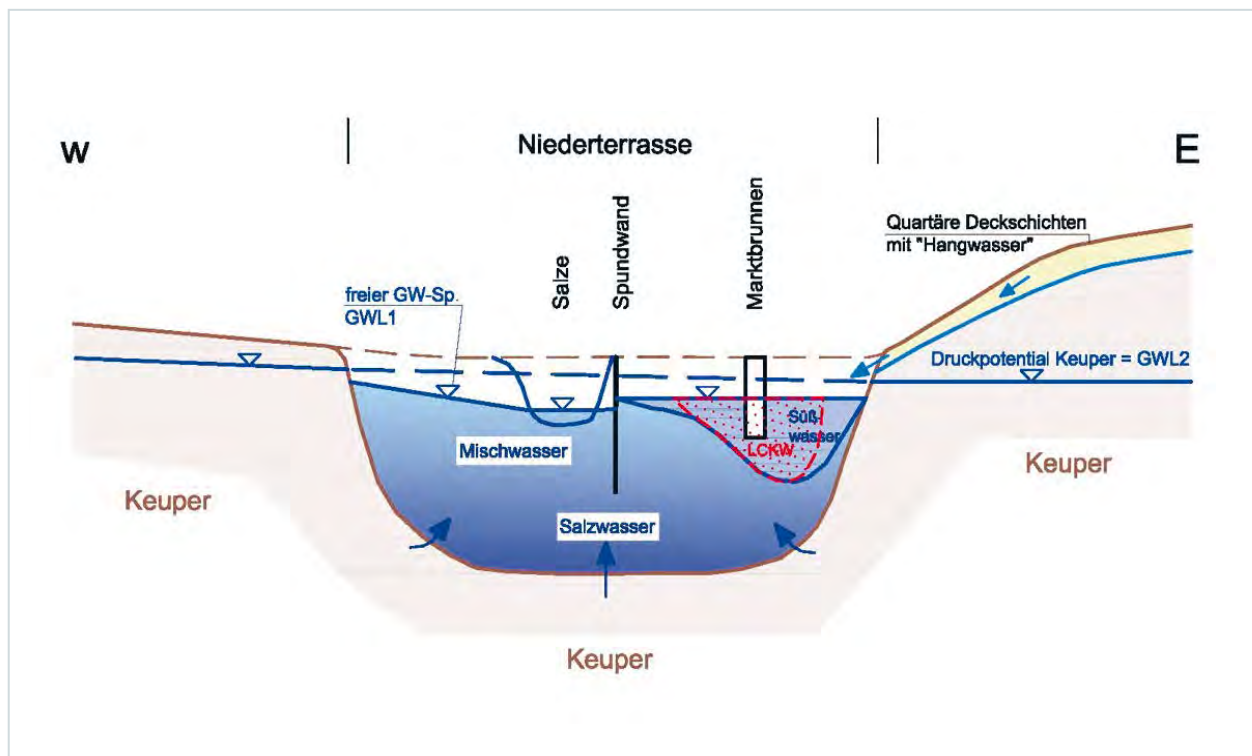 W
Niederterrasse
E
Salze
Spundwand
Marktbrunnen
Quartäre Deckschichten
mit "Hangwasser"
freier GW-Sp.
GWL1
Druckpotential Keuper = GWL2
Süß-
wasser
LCKW
Mischwasser
Keuper
Keuper
Salzwasser
Keuper